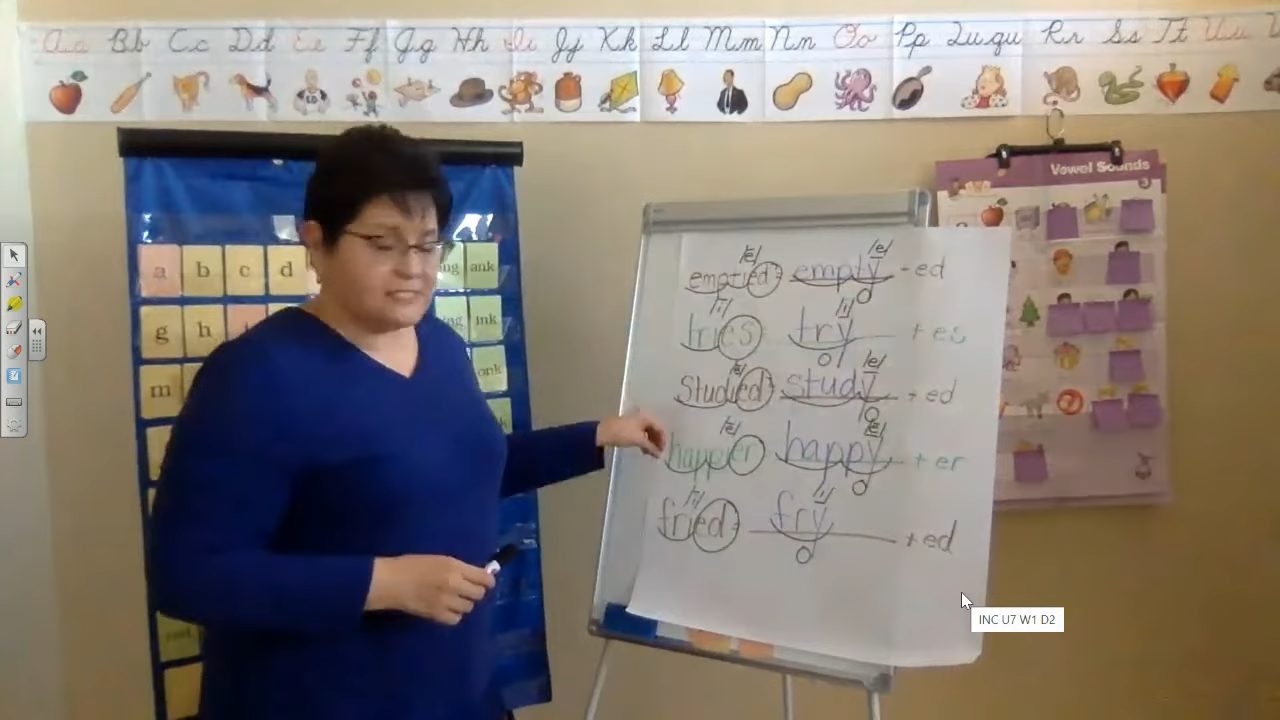 Aa Bb Cc Dd Ee Ff Gg Hh Ii Jj Kk Ll Mm Nn Oo Pp Ququ Rr Ss Tt Uu
Vowel Sounds
a b c d ing ank
g h ink
m onk
/ē/ /ē/
emptied = empty + ed
/ī/ /ī/
tries try + es
/ē/ /ē/
studied = study + ed
/ē/ /ē/
happier happy + er
/ī/ /ī/
fried = fry + ed
INC U7 W1 D2